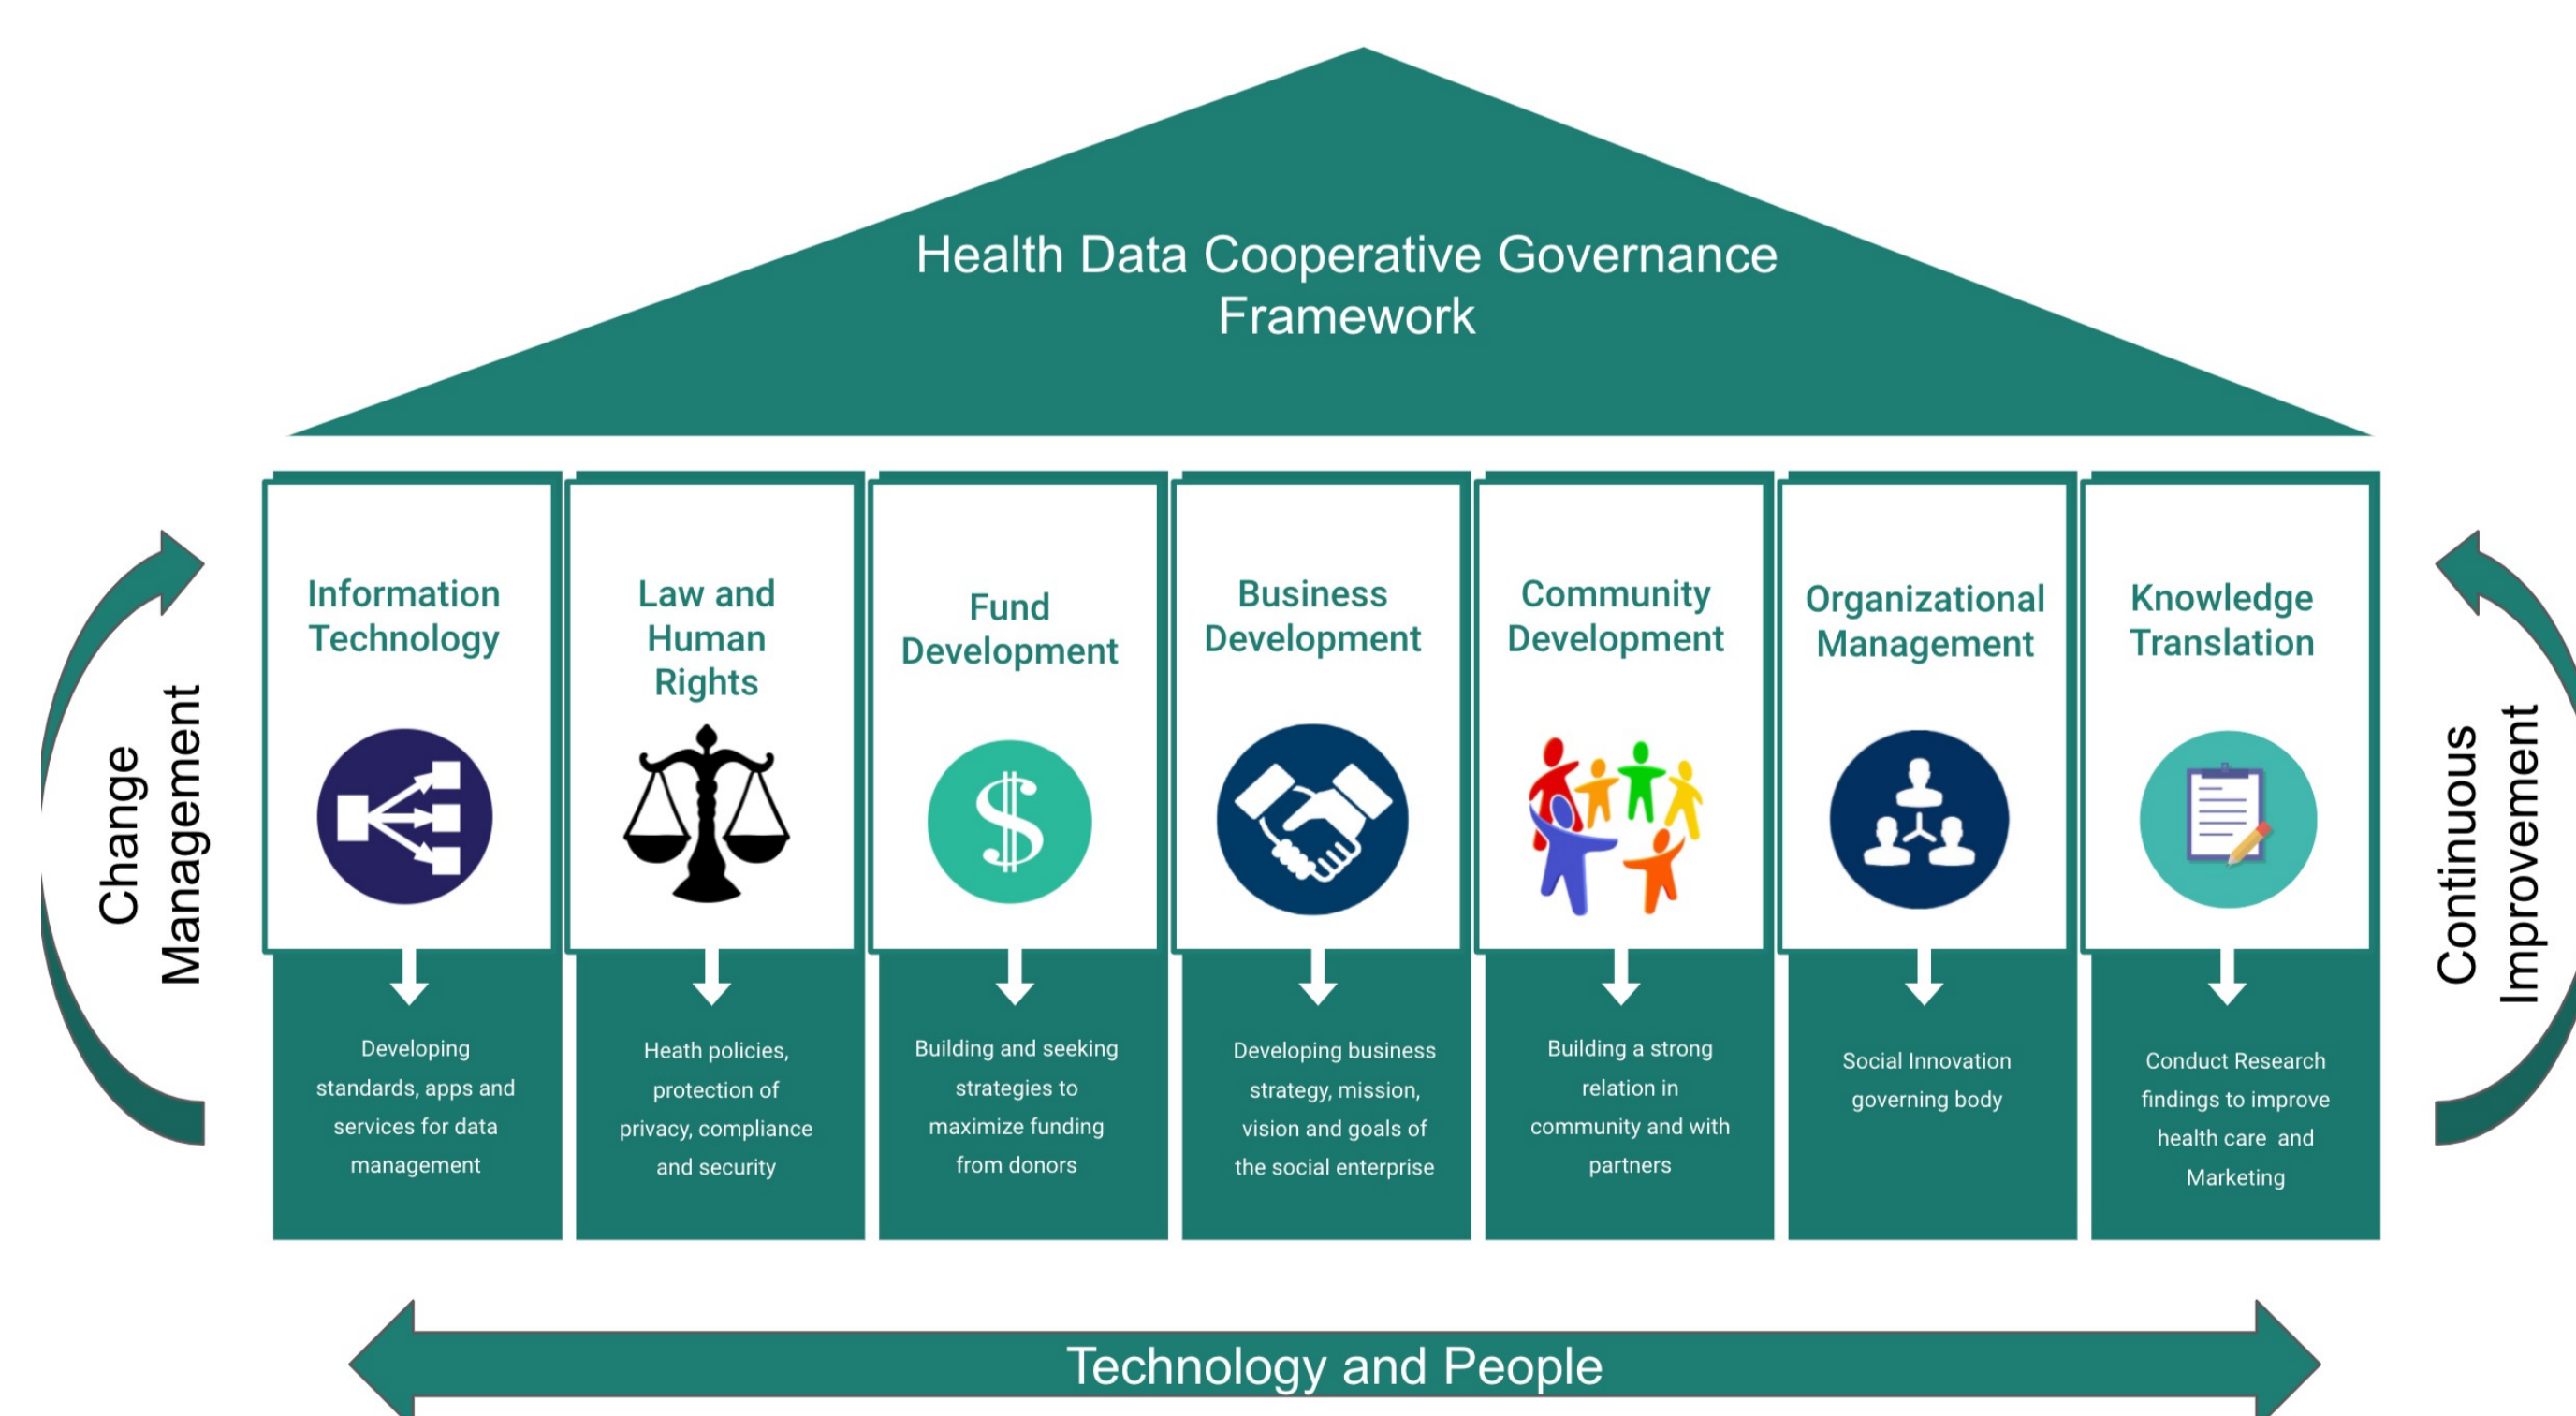 Health Data Cooperative Governance
Framework
Change
Management
Information
Technology
Developing
standards, apps and
services for data
management
Law and
Human
Rights
Heath policies,
protection of
privacy, compliance
and security
Fund
Development
$
Building and seeking
strategies to
maximize funding
from donors
Business
Development
Developing business
strategy, mission,
vision and goals of
the social enterprise
Community
Development
Building a strong
relation in
community and with
partners
Organizational
Management
Social Innovation
governing body
Knowledge
Translation
Conduct Research
findings to improve
health care and
Marketing
Continuous
Improvement
Technology and People